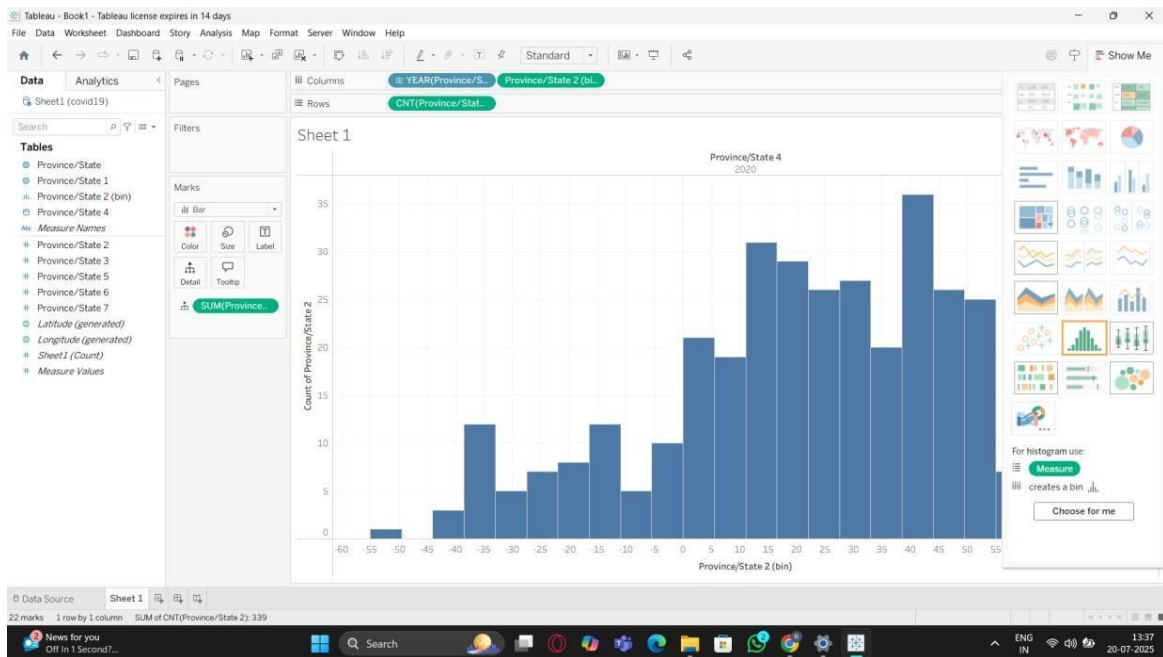 Tableau - Book1 - Tableau license expires in 14 days
File Data Worksheet Dashboard Story Analysis Map Format Server Window Help
Standard
Show Me
Data Analytics
Sheet1 (covid19)
Search
Tables
Province/State
Province/State 1
Province/State 2 (bin)
Province/State 4
Abc Measure Names
Province/State 2
Province/State 3
Province/State 5
Province/State 6
Province/State 7
Latitude (generated)
Longitude (generated)
Sheet1 (Count)
Measure Values
Pages
Filters
Marks
Bar
Color Size Label
Detail Tooltip
SUM(Province..
Columns YEAR(Province/S.. Province/State 2 (bi..
Rows CNT(Province/Stat..
Sheet 1
Province/State 4
2020
Count of Province/State 2
35
30
25
20
15
10
5
0
-60 -55 -50 -45 -40 -35 -30 -25 -20 -15 -10 -5 0 5 10 15 20 25 30 35 40 45 50 55
Province/State 2 (bin)
For histogram use:
Measure
creates a bin
Choose for me
Data Source Sheet 1
22 marks 1 row by 1 column SUM of CNT(Province/State 2): 339
2
News for you
Off In 1 Second?...
Search
2
ENG
IN
13:37
20-07-2025